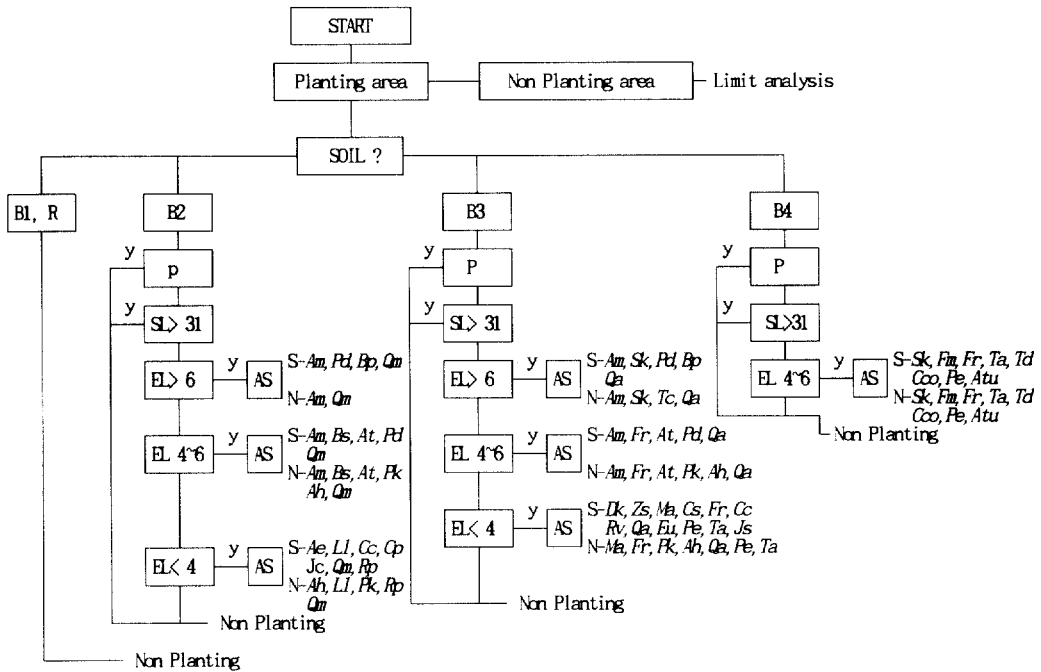 START
Planting area
Non Planting area
Limit analysis
SOIL ?
B1, R
B2
B3
B4
y
p
y
SL> 31
EL> 6
y
AS
S-Am, Pd, Bp, Qm
N-Am, Qm
EL 4~6
y
AS
S-Am, Bs, At, Pd
Qm
N-Am, Bs, At, Pk
Ah, Qm
EL< 4
y
AS
S-Ae, Ll, Cc, Cp
Jc, Qm, Rp
N-Ah, Ll, Pk, Rp
Qm
Non Planting
Non Planting
y
P
y
SL> 31
EL> 6
y
AS
S-Am, Sk, Pd, Bp
Qa
N-Am, Sk, Tc, Qa
EL 4~6
y
AS
S-Am, Fr, At, Pd, Qa
N-Am, Fr, At, Pk, Ah, Qa
EL< 4
y
AS
S-Dk, Zs, Ma, Cs, Fr, Cc
Rv, Qa, Eu, Pe, Ta, Js
N-Ma, Fr, Pk, Ah, Qa, Pe, Ta
Non Planting
y
P
y
SL>31
EL 4~6
y
AS
S-Sk, Fm, Fr, Ta, Td
Coo, Pe, Atu
N-Sk, Fm, Fr, Ta, Td
Coo, Pe, Atu
Non Planting